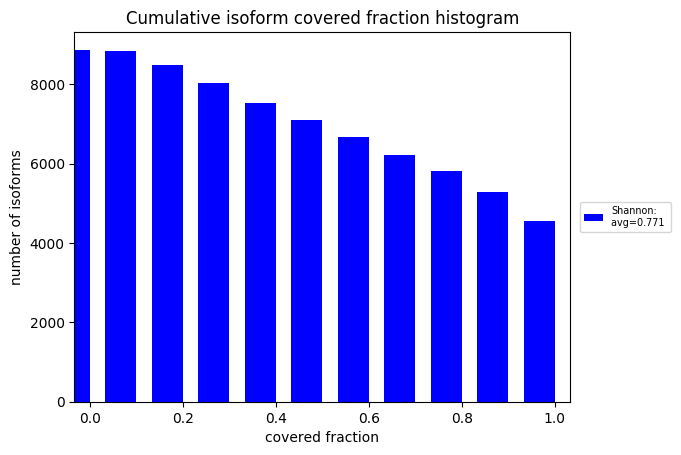 Cumulative isoform covered fraction histogram
number of isoforms
8000
6000
4000
2000
0
0.0 0.2 0.4 0.6 0.8 1.0
covered fraction
Shannon:
avg=0.771